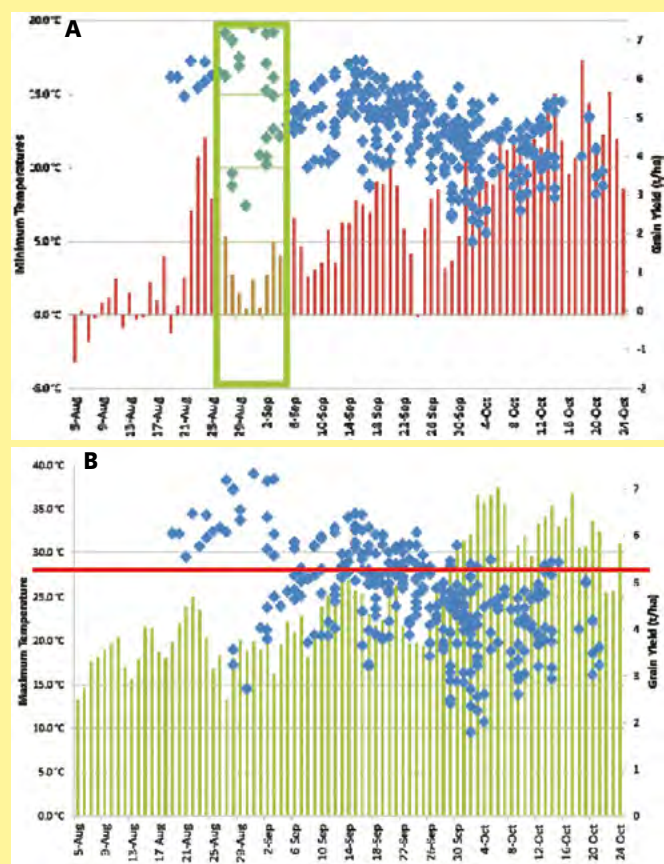 A
Minimum Temperatures
20.0 °C
15.0 °C
10.0 °C
5.0 °C
0.0 °C
-5.0 °C
7
6
5
4
3
2
1
0
-1
-2
Grain Yield (t/ha)
5-Aug
9-Aug
13-Aug
17-Aug
21-Aug
25-Aug
29-Aug
2-Sep
6-Sep
10-Sep
14-Sep
18-Sep
22-Sep
26-Sep
30-Sep
4-Oct
8-Oct
12-Oct
16-Oct
20-Oct
24-Oct
B
Maximum Temperature
40.0 °C
35.0 °C
30.0 °C
25.0 °C
20.0 °C
15.0 °C
10.0 °C
5.0 °C
0.0 °C
7
6
5
4
3
2
1
0
Grain Yield (t/ha)
5-Aug
9-Aug
13-Aug
17 Aug
21-Aug
25-Aug
29-Aug
2-Sep
6 Sep
10-Sep
14-Sep
18-Sep
22-Sep
26-Sep
30 Sep
4-Oct
8-Oct
12-Oct
16-Oct
20 Oct
24 Oct